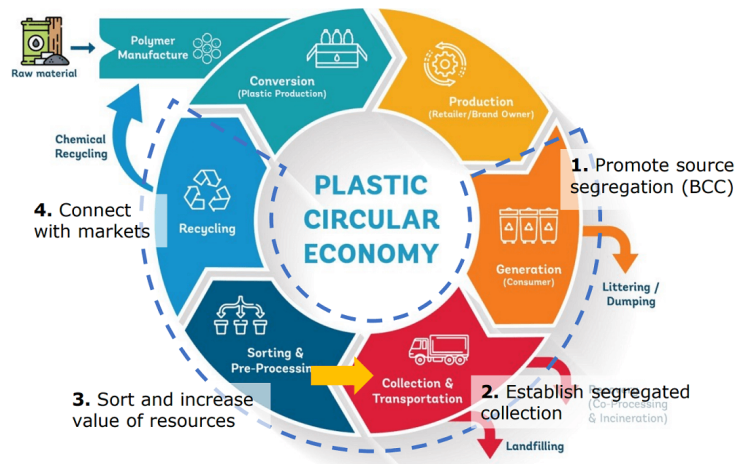 Raw material
Polymer
Manufacture
Conversion
(Plastic Production)
Production
(Retailer/Brand Owner)
Chemical
Recycling
1. Promote source
segregation (BCC)
PLASTIC
CIRCULAR
ECONOMY
4. Connect
with markets
Recycling
Generation
(Consumer)
Littering /
Dumping
Sorting &
Pre-Processing
Collection &
Transportation
3. Sort and increase
value of resources
2. Establish segregated
collection
(Co-Processing
& Incineration)
Landfilling